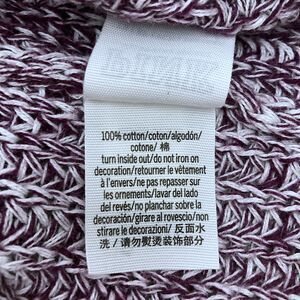 100% cotton/coton/algodón/
cotone/ 棉
turn inside out/do not iron on
decoration/retourner le vêtement
à l'envers/ne pas repasser sur
les ornements/lavar del lado
del revés/no planchar sobre la
decoración/girare al rovescio/non
stirare le decorazioni/ 反面水
洗 / 请勿熨烫装饰部分